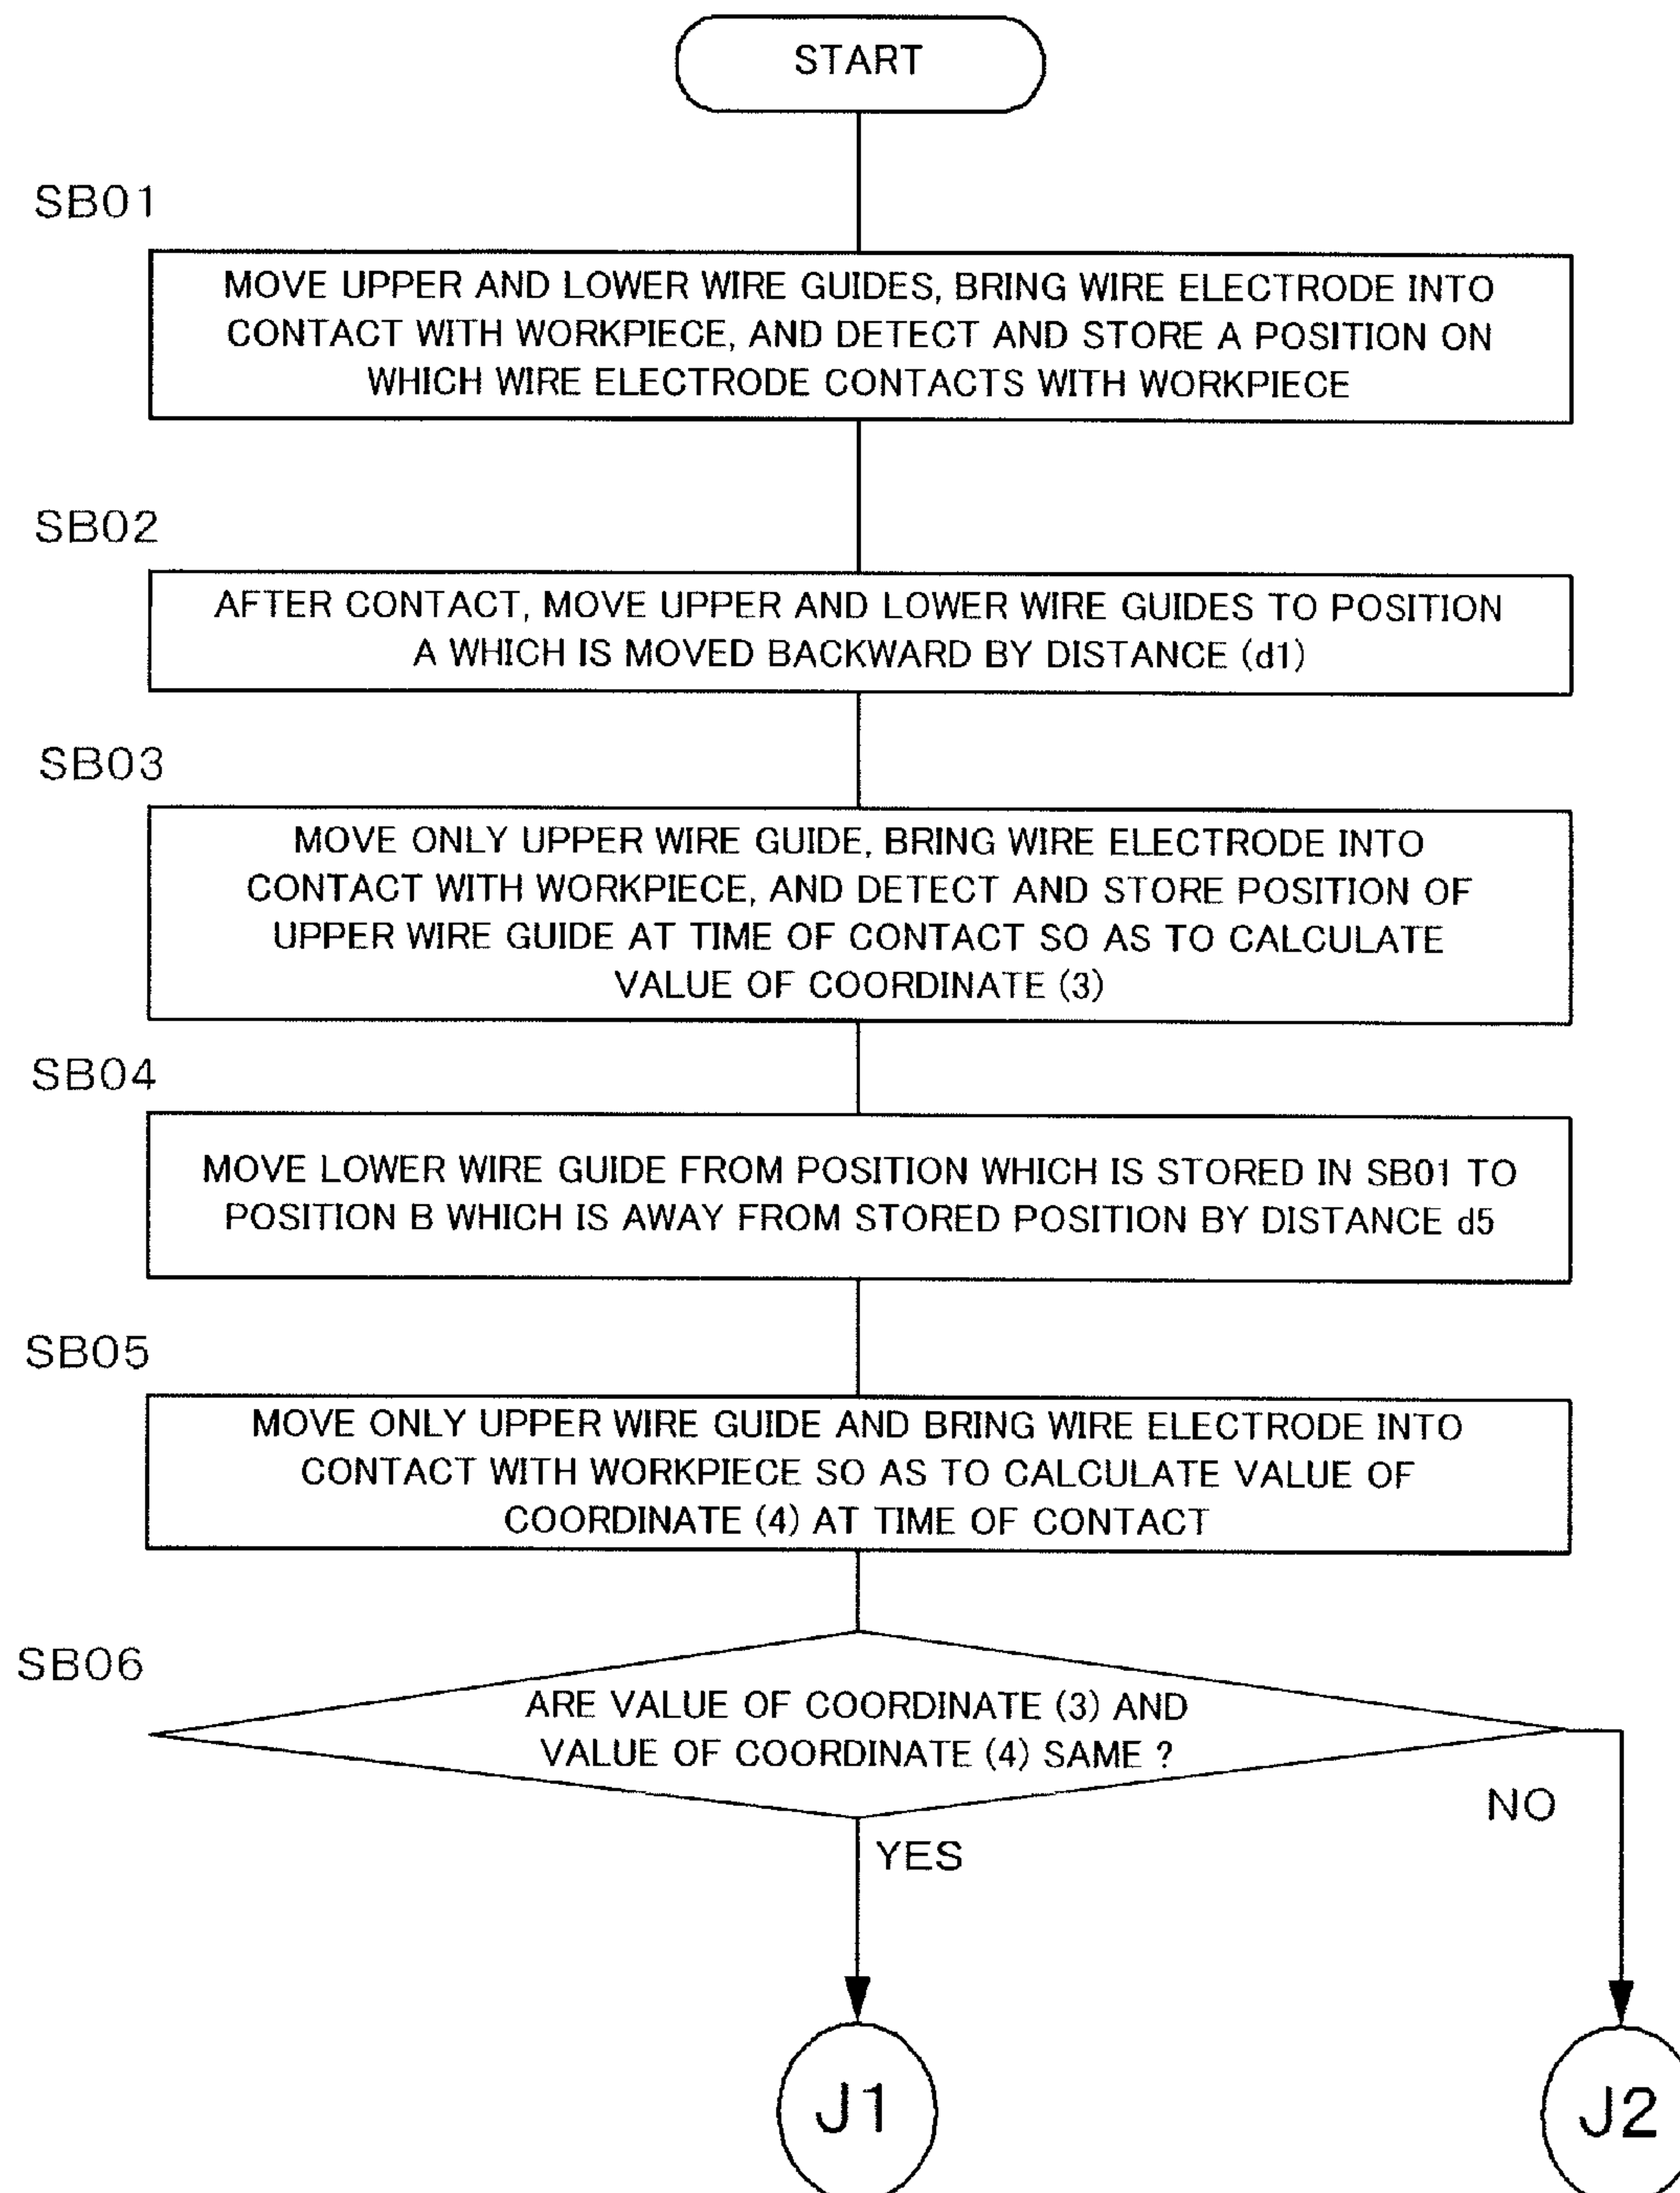 START
SB01
MOVE UPPER AND LOWER WIRE GUIDES, BRING WIRE ELECTRODE INTO
CONTACT WITH WORKPIECE, AND DETECT AND STORE A POSITION ON
WHICH WIRE ELECTRODE CONTACTS WITH WORKPIECE
SB02
AFTER CONTACT, MOVE UPPER AND LOWER WIRE GUIDES TO POSITION
A WHICH IS MOVED BACKWARD BY DISTANCE (d1)
SB03
MOVE ONLY UPPER WIRE GUIDE, BRING WIRE ELECTRODE INTO
CONTACT WITH WORKPIECE, AND DETECT AND STORE POSITION OF
UPPER WIRE GUIDE AT TIME OF CONTACT SO AS TO CALCULATE
VALUE OF COORDINATE (3)
SB04
MOVE LOWER WIRE GUIDE FROM POSITION WHICH IS STORED IN SB01 TO
POSITION B WHICH IS AWAY FROM STORED POSITION BY DISTANCE d5
SB05
MOVE ONLY UPPER WIRE GUIDE AND BRING WIRE ELECTRODE INTO
CONTACT WITH WORKPIECE SO AS TO CALCULATE VALUE OF
COORDINATE (4) AT TIME OF CONTACT
SB06
ARE VALUE OF COORDINATE (3) AND
VALUE OF COORDINATE (4) SAME ?
NO
YES
J1
J2